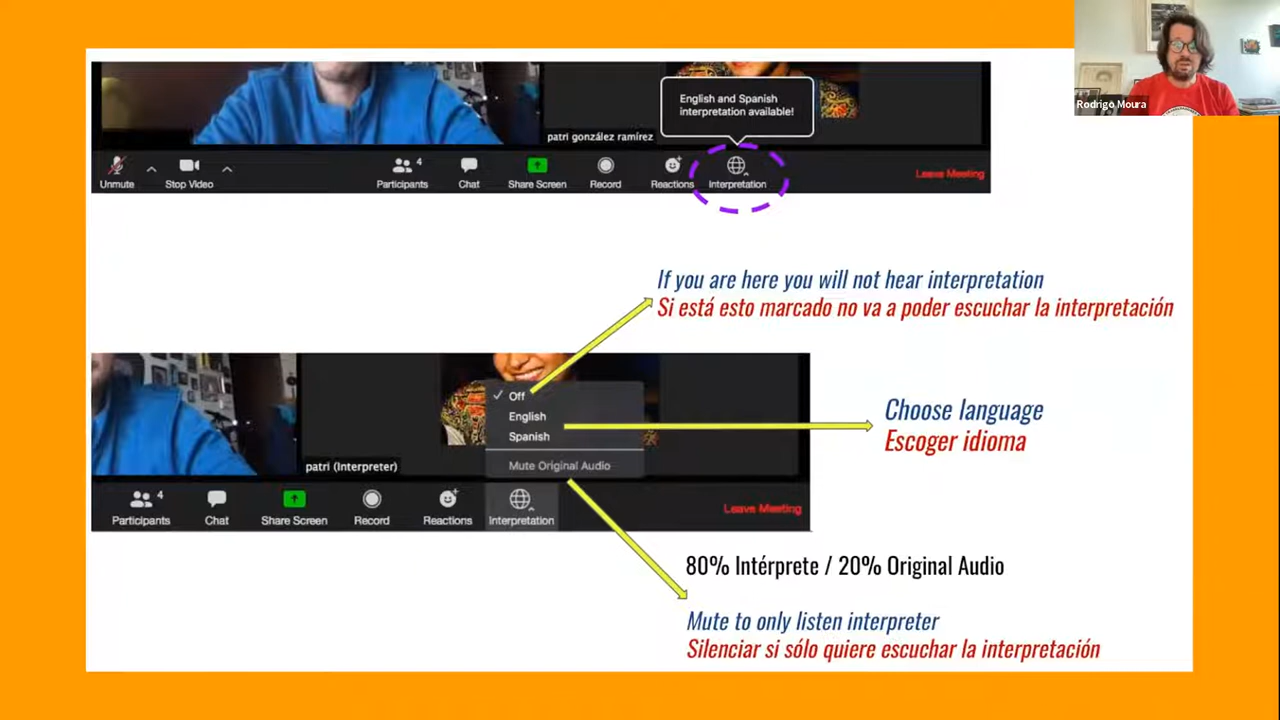 Rodrigo Moura
English and Spanish
interpretation available!
patri gonzález ramírez
Unmute
Stop Video
Participants
4
Chat
Share Screen
Record
Reactions
Interpretation
Leave Meeting
If you are here you will not hear interpretation
Si está esto marcado no va a poder escuchar la interpretación
✓ Off
English
Spanish
Mute Original Audio
Choose language
Escoger idioma
patri (Interpreter)
Participants
4
Chat
Share Screen
Record
Reactions
Interpretation
Leave Meeting
80% Intérprete / 20% Original Audio
Mute to only listen interpreter
Silenciar si sólo quiere escuchar la interpretación